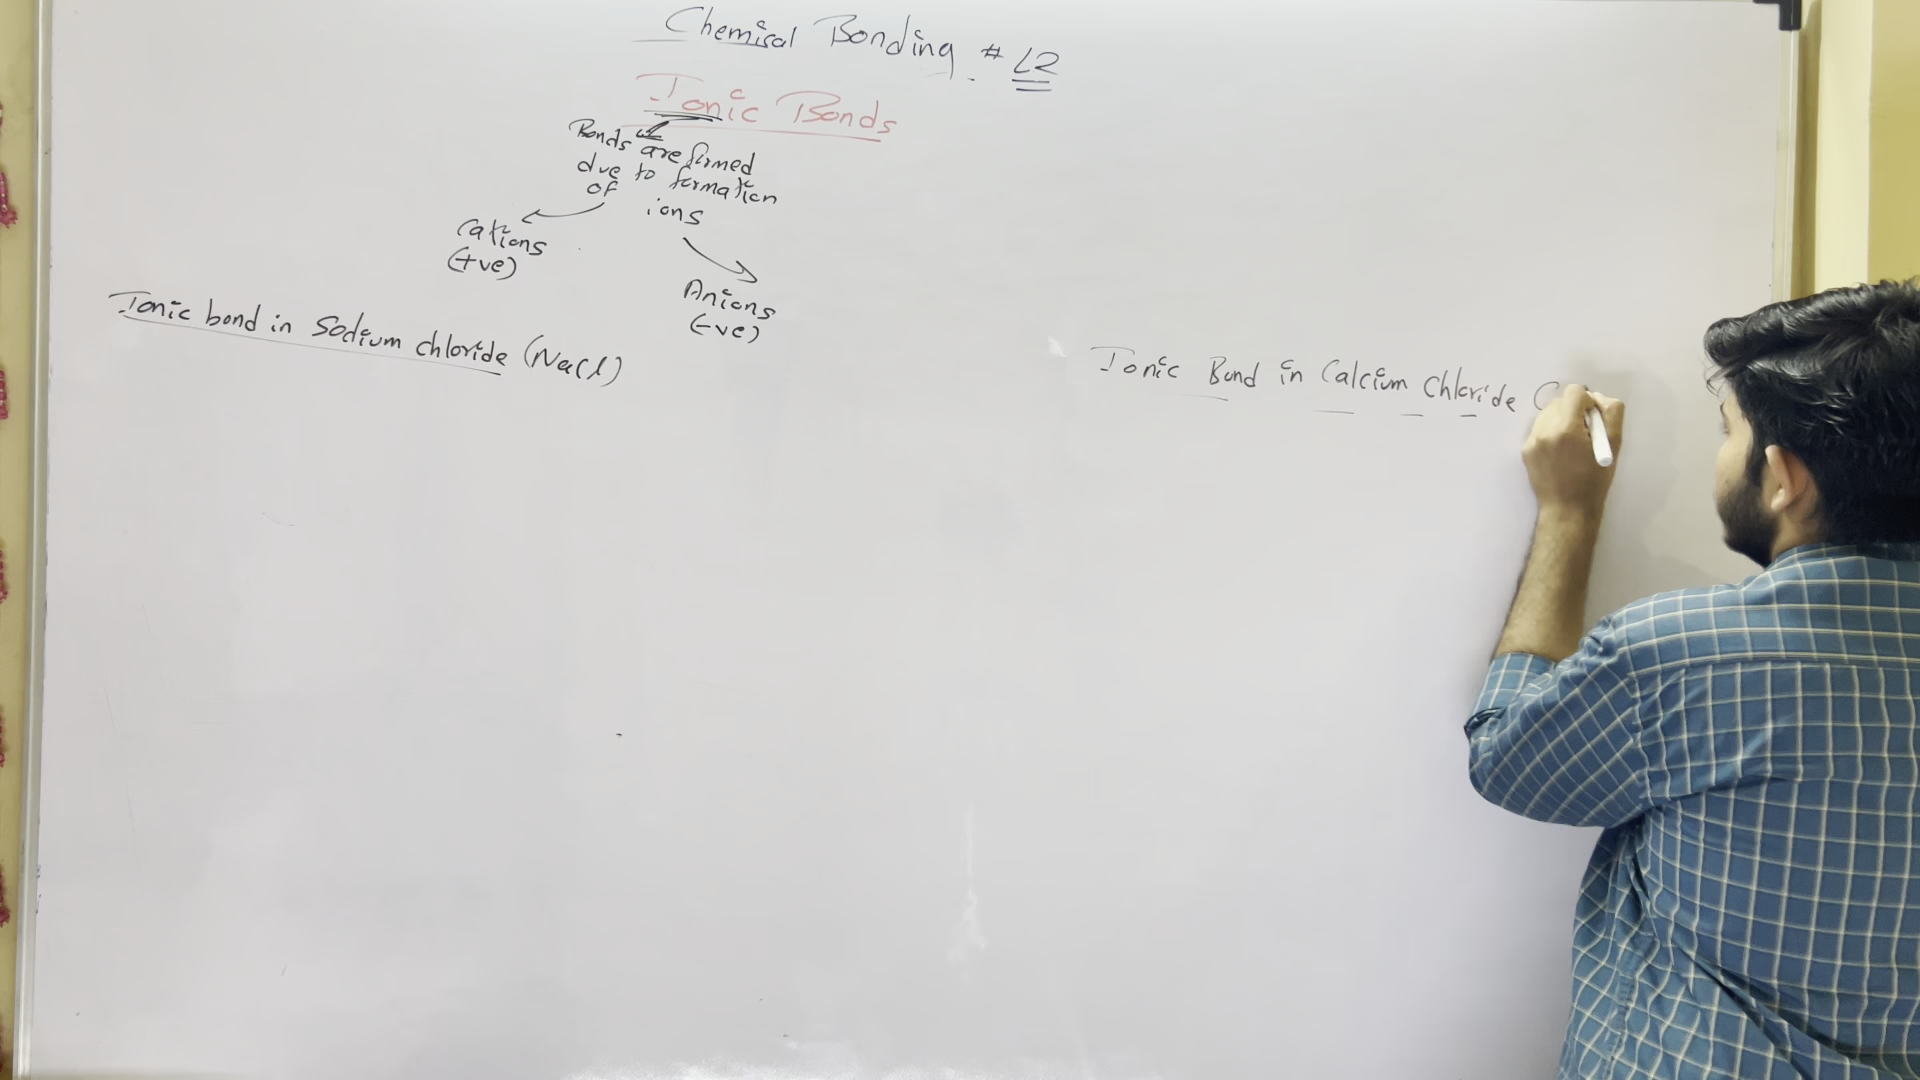 Chemical Bonding # L2
Ionic Bonds
Bonds are formed
due to formation
of ions
Cations
(+ve)
Anions
(-ve)
Ionic bond in Sodium chloride (NaCl)
Ionic Bond in Calcium Chloride (